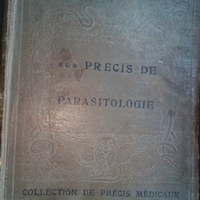 PRÉCIS DE
PARASITOLOGIE
COLLECTION DE PRÉCIS MÉDICAUX